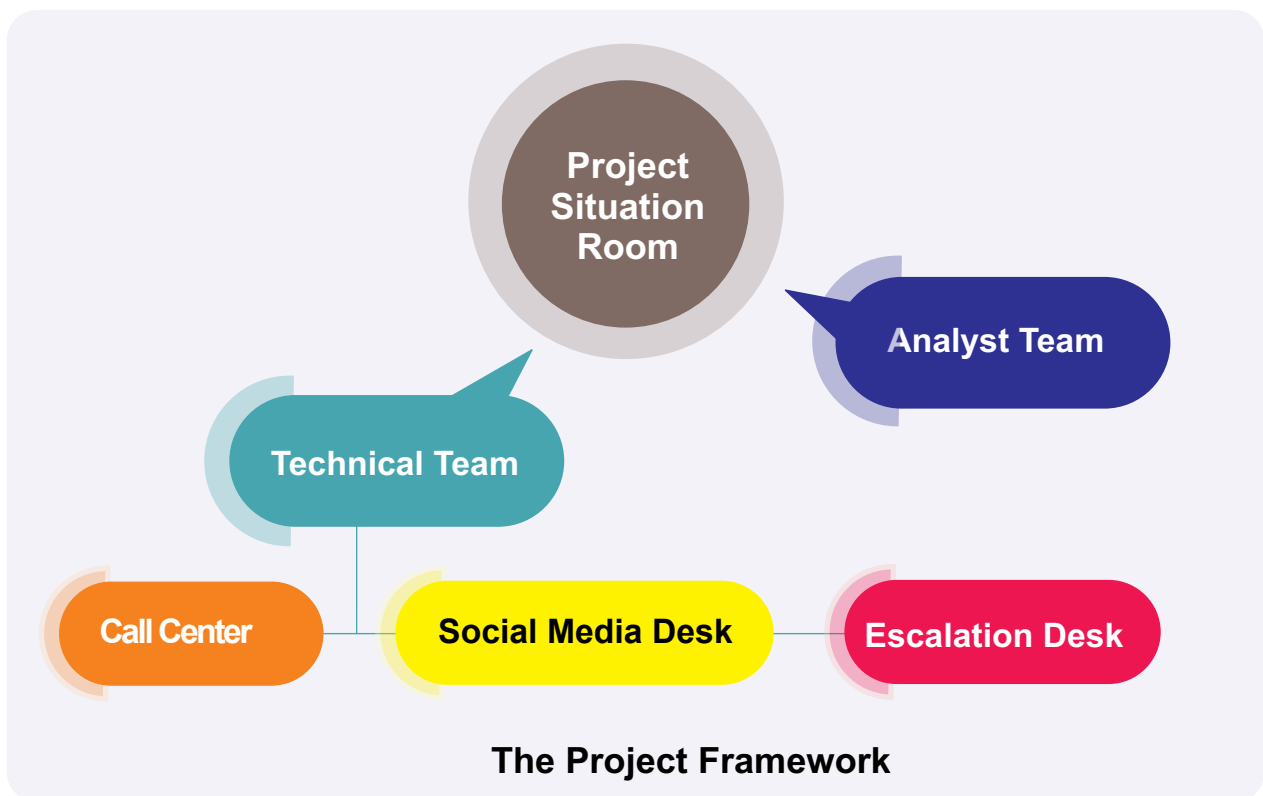 Project
Situation
Room
Analyst Team
Technical Team
Call Center
Social Media Desk
Escalation Desk
The Project Framework